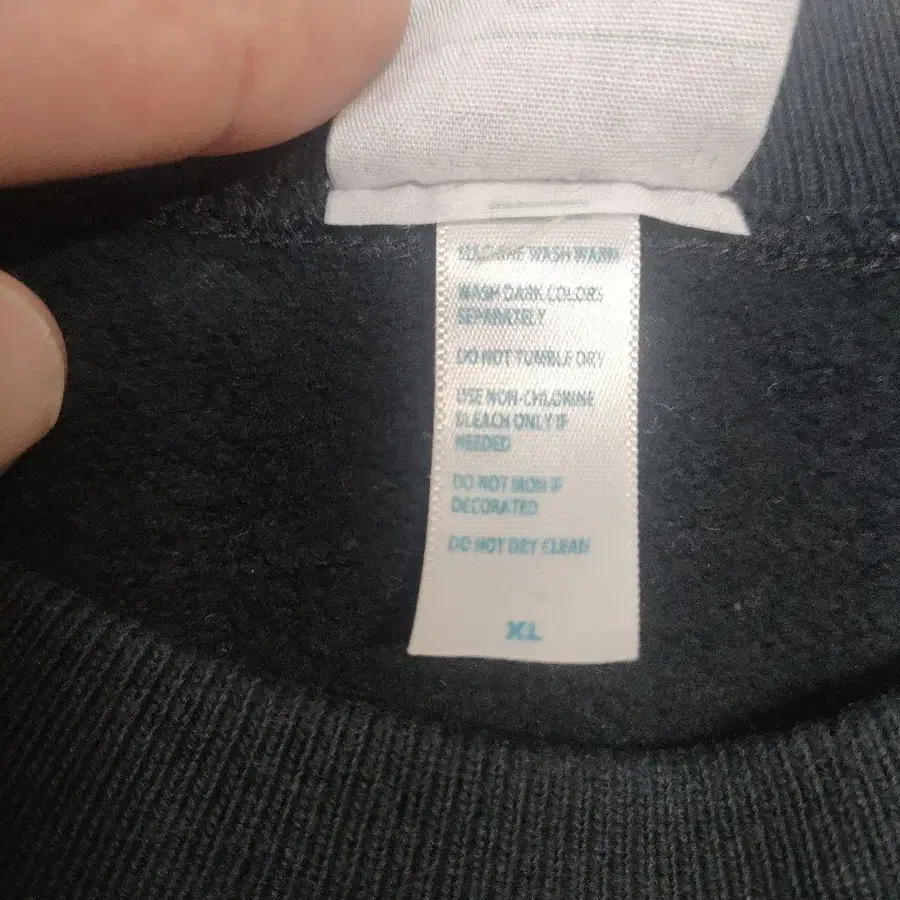 MACHINE WASH WARM
WASH DARK COLORS
SEPARATELY
DO NOT TUMBLE DRY
USE NON-CHLORINE
BLEACH ONLY IF
NEEDED
DO NOT IRON IF
DECORATED
DO NOT DRY CLEAN
XL